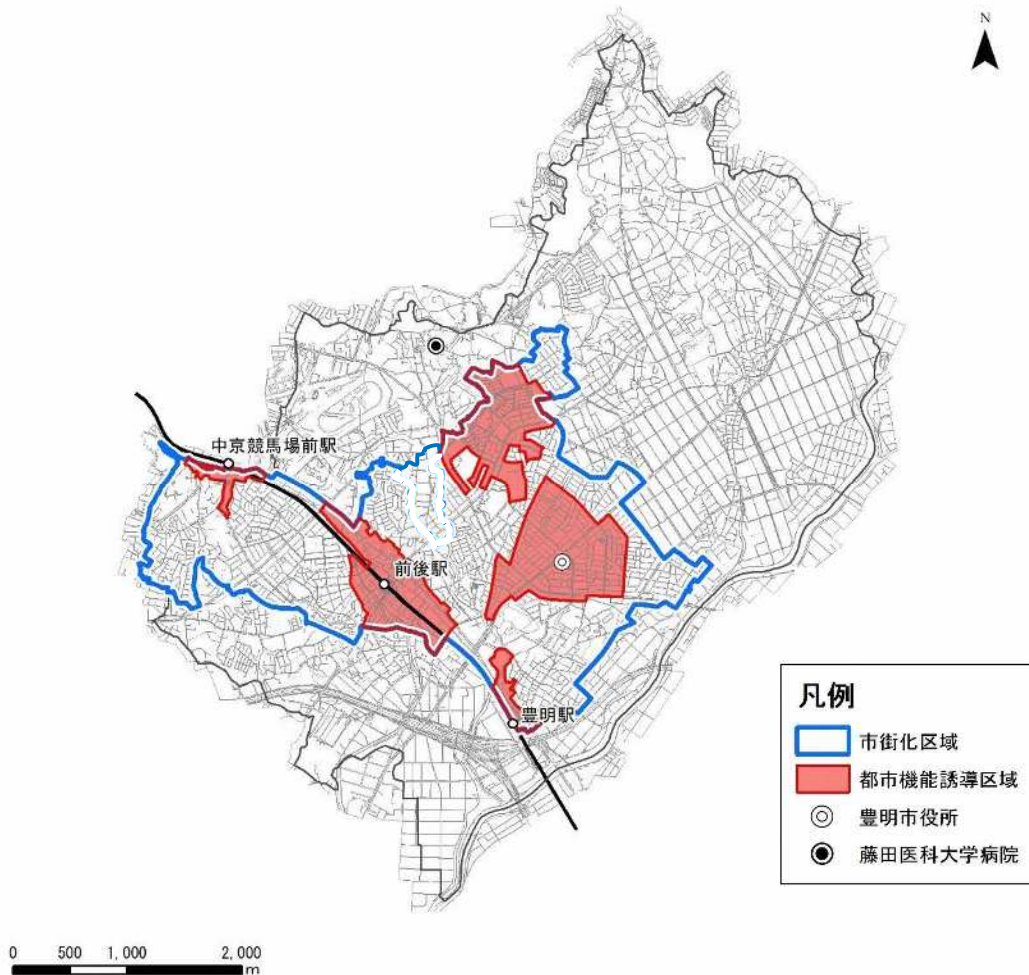 N
中京競馬場前駅
前後駅
豊明駅
凡例
市街化区域
都市機能誘導区域
豊明市役所
藤田医科大学病院
0 500 1,000 2,000
m